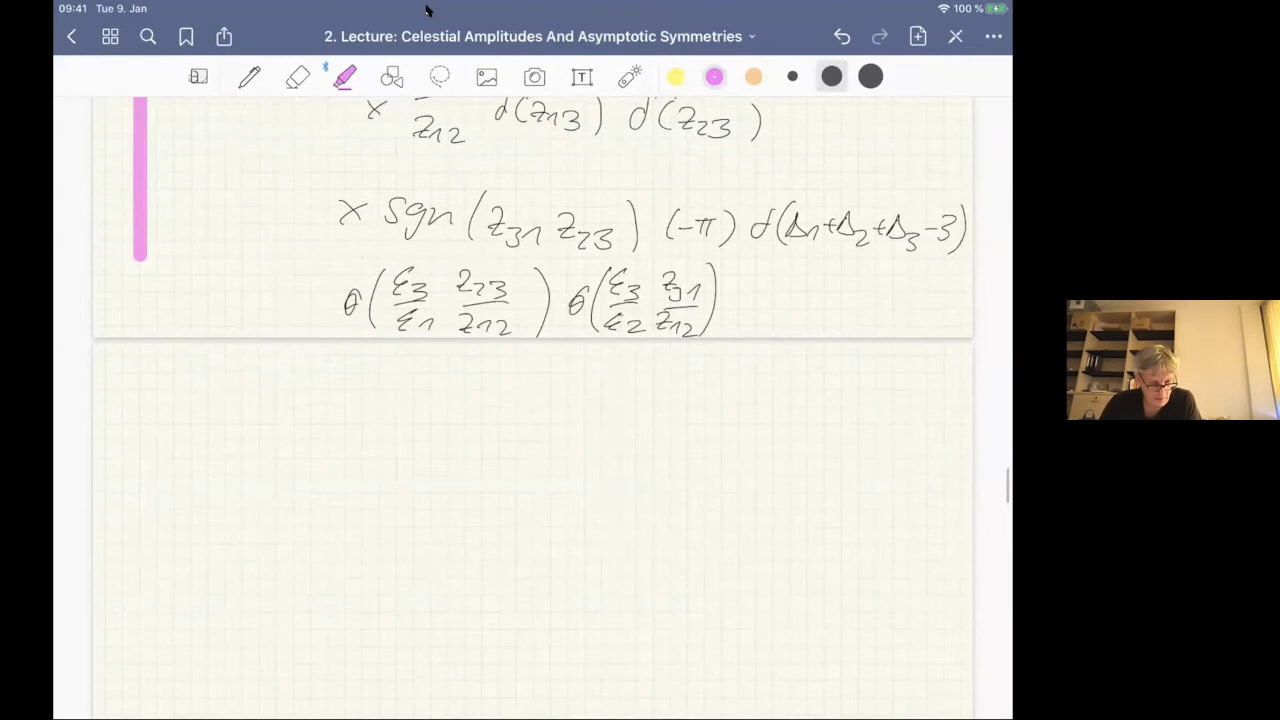 09:41 Tue 9. Jan
100 %
2. Lecture: Celestial Amplitudes And Asymptotic Symmetries
T
× z12 δ(z13) δ(z23)
× sgn(z31 z23) (-π) δ(Δ1+Δ2+Δ3-3)
θ(ε3/ε1 z23/z12) θ(ε3/ε2 z31/z12)